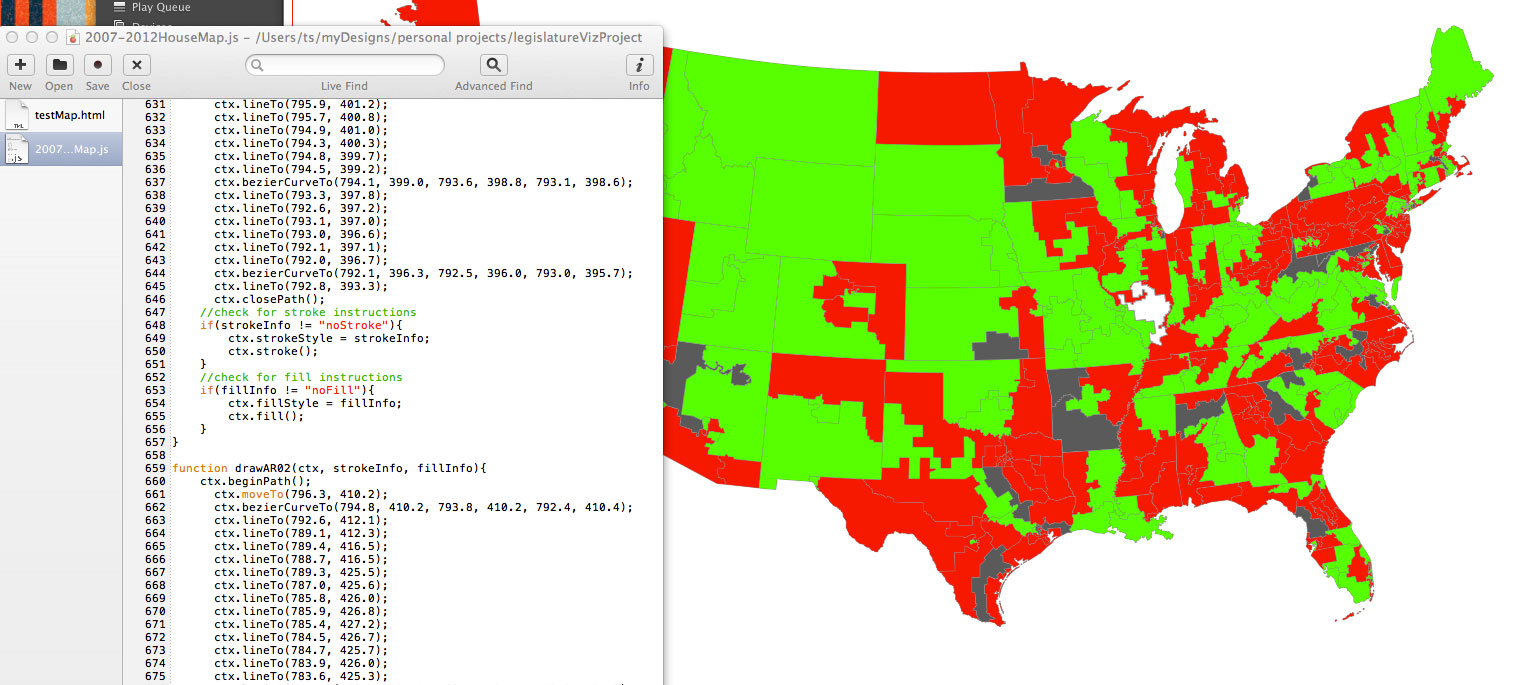 Play Queue
Devices
2007-2012HouseMap.js - /Users/ts/myDesigns/personal projects/legislatureVizProject
New Open Save Close Live Find Advanced Find Info
testMap.html
2007...Map.js
631 ctx.lineTo(795.9, 401.2);
632 ctx.lineTo(795.7, 400.8);
633 ctx.lineTo(794.9, 401.0);
634 ctx.lineTo(794.3, 400.3);
635 ctx.lineTo(794.8, 399.7);
636 ctx.lineTo(794.5, 399.2);
637 ctx.bezierCurveTo(794.1, 399.0, 793.6, 398.8, 793.1, 398.6);
638 ctx.lineTo(793.3, 397.8);
639 ctx.lineTo(792.6, 397.2);
640 ctx.lineTo(793.1, 397.0);
641 ctx.lineTo(793.0, 396.6);
642 ctx.lineTo(792.1, 397.1);
643 ctx.lineTo(792.0, 396.7);
644 ctx.bezierCurveTo(792.1, 396.3, 792.5, 396.0, 793.0, 395.7);
645 ctx.lineTo(792.8, 393.3);
646 ctx.closePath();
647 //check for stroke instructions
648 if(strokeInfo != "noStroke"){
649 ctx.strokeStyle = strokeInfo;
650 ctx.stroke();
651 }
652 //check for fill instructions
653 if(fillInfo != "noFill"){
654 ctx.fillStyle = fillInfo;
655 ctx.fill();
656 }
657 }
658
659 function drawAR02(ctx, strokeInfo, fillInfo){
660 ctx.beginPath();
661 ctx.moveTo(796.3, 410.2);
662 ctx.bezierCurveTo(794.8, 410.2, 793.8, 410.2, 792.4, 410.4);
663 ctx.lineTo(792.6, 412.1);
664 ctx.lineTo(789.1, 412.3);
665 ctx.lineTo(789.4, 416.5);
666 ctx.lineTo(788.7, 416.5);
667 ctx.lineTo(789.3, 425.5);
668 ctx.lineTo(787.0, 425.6);
669 ctx.lineTo(785.8, 426.0);
670 ctx.lineTo(785.9, 426.8);
671 ctx.lineTo(785.4, 427.2);
672 ctx.lineTo(784.5, 426.7);
673 ctx.lineTo(784.7, 425.7);
674 ctx.lineTo(783.9, 426.0);
675 ctx.lineTo(783.6, 425.3);